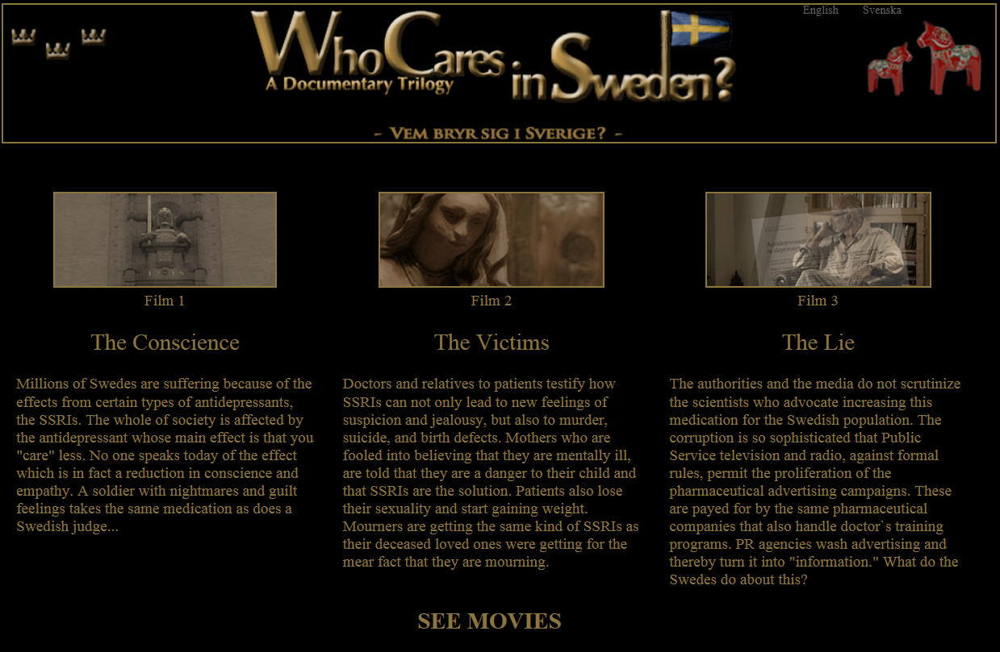 English Svenska
Who Cares in Sweden?
A Documentary Trilogy
- VEM BRYR SIG I SVERIGE? -
Film 1
The Conscience
Millions of Swedes are suffering because of the
effects from certain types of antidepressants,
the SSRIs. The whole of society is affected by
the antidepressant whose main effect is that you
"care" less. No one speaks today of the effect
which is in fact a reduction in conscience and
empathy. A soldier with nightmares and guilt
feelings takes the same medication as does a
Swedish judge...
Film 2
The Victims
Doctors and relatives to patients testify how
SSRIs can not only lead to new feelings of
suspicion and jealousy, but also to murder,
suicide, and birth defects. Mothers who are
fooled into believing that they are mentally ill,
are told that they are a danger to their child and
that SSRIs are the solution. Patients also lose
their sexuality and start gaining weight.
Mourners are getting the same kind of SSRIs as
their deceased loved ones were getting for the
mear fact that they are mourning.
Film 3
The Lie
The authorities and the media do not scrutinize
the scientists who advocate increasing this
medication for the Swedish population. The
corruption is so sophisticated that Public
Service television and radio, against formal
rules, permit the proliferation of the
pharmaceutical advertising campaigns. These
are payed for by the same pharmaceutical
companies that also handle doctor`s training
programs. PR agencies wash advertising and
thereby turn it into "information." What do the
Swedes do about this?
SEE MOVIES